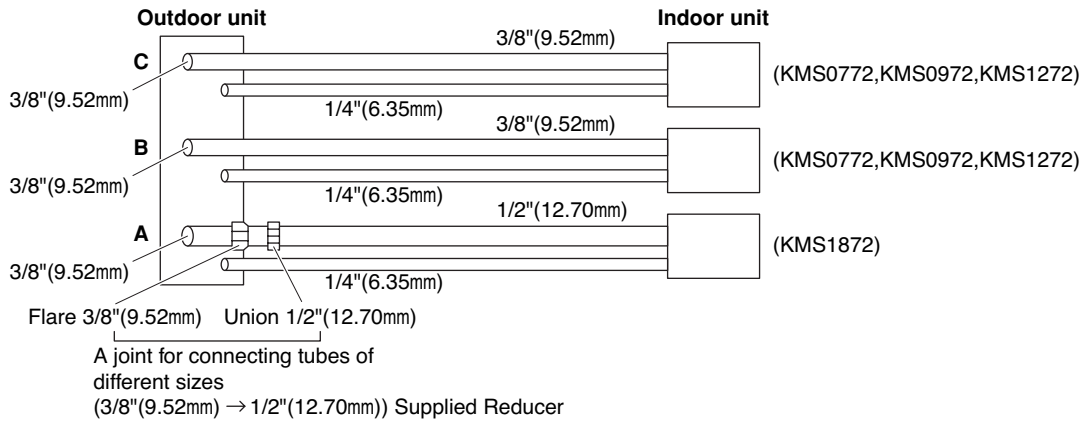 Outdoor unit
Indoor unit
C
3/8"(9.52mm)
3/8"(9.52mm)
1/4"(6.35mm)
(KMS0772,KMS0972,KMS1272)
B
3/8"(9.52mm)
3/8"(9.52mm)
1/4"(6.35mm)
(KMS0772,KMS0972,KMS1272)
A
3/8"(9.52mm)
1/2"(12.70mm)
1/4"(6.35mm)
(KMS1872)
Flare 3/8"(9.52mm)
Union 1/2"(12.70mm)
A joint for connecting tubes of
different sizes
(3/8"(9.52mm) → 1/2"(12.70mm)) Supplied Reducer